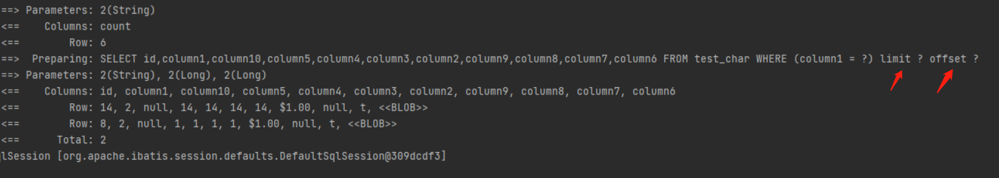 ==> Parameters: 2(String)
<==    Columns: count
<==        Row: 6
==>  Preparing: SELECT id,column1,column10,column5,column4,column3,column2,column9,column8,column7,column6 FROM test_char WHERE (column1 = ?) limit ? offset ?
==> Parameters: 2(String), 2(Long), 2(Long)
<==    Columns: id, column1, column10, column5, column4, column3, column2, column9, column8, column7, column6
<==        Row: 14, 2, null, 14, 14, 14, 14, $1.00, null, t, <<BLOB>>
<==        Row: 8, 2, null, 1, 1, 1, 1, $1.00, null, t, <<BLOB>>
<==      Total: 2
lSession [org.apache.ibatis.session.defaults.DefaultSqlSession@309dcdf3]